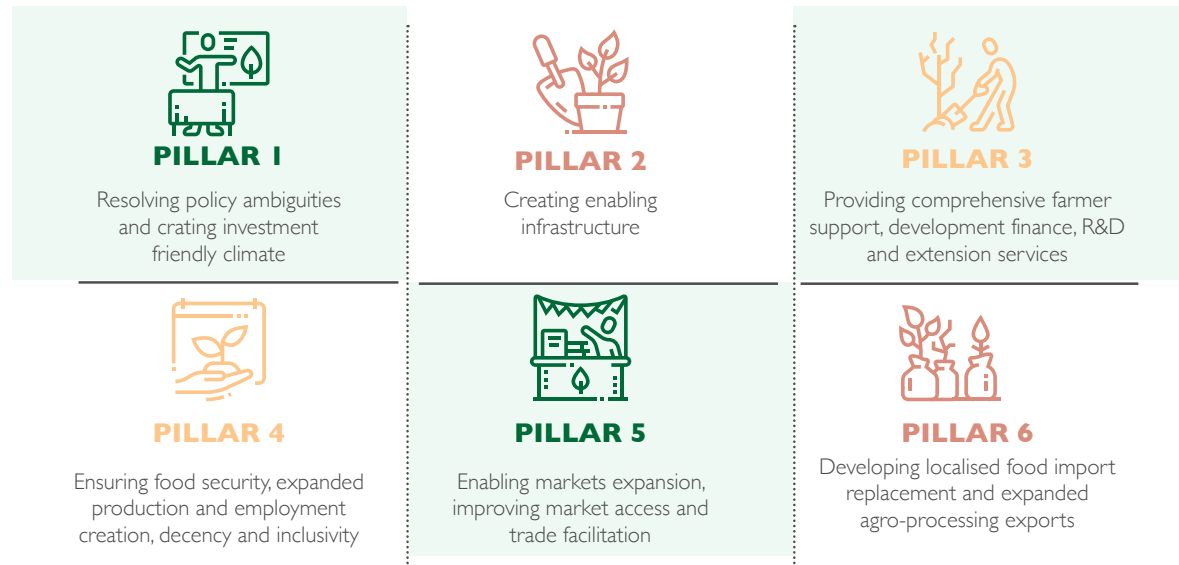 PILLAR 1
Resolving policy ambiguities
and crating investment
friendly climate
PILLAR 2
Creating enabling
infrastructure
PILLAR 3
Providing comprehensive farmer
support, development finance, R&D
and extension services
PILLAR 4
Ensuring food security, expanded
production and employment
creation, decency and inclusivity
PILLAR 5
Enabling markets expansion,
improving market access and
trade facilitation
PILLAR 6
Developing localised food import
replacement and expanded
agro-processing exports